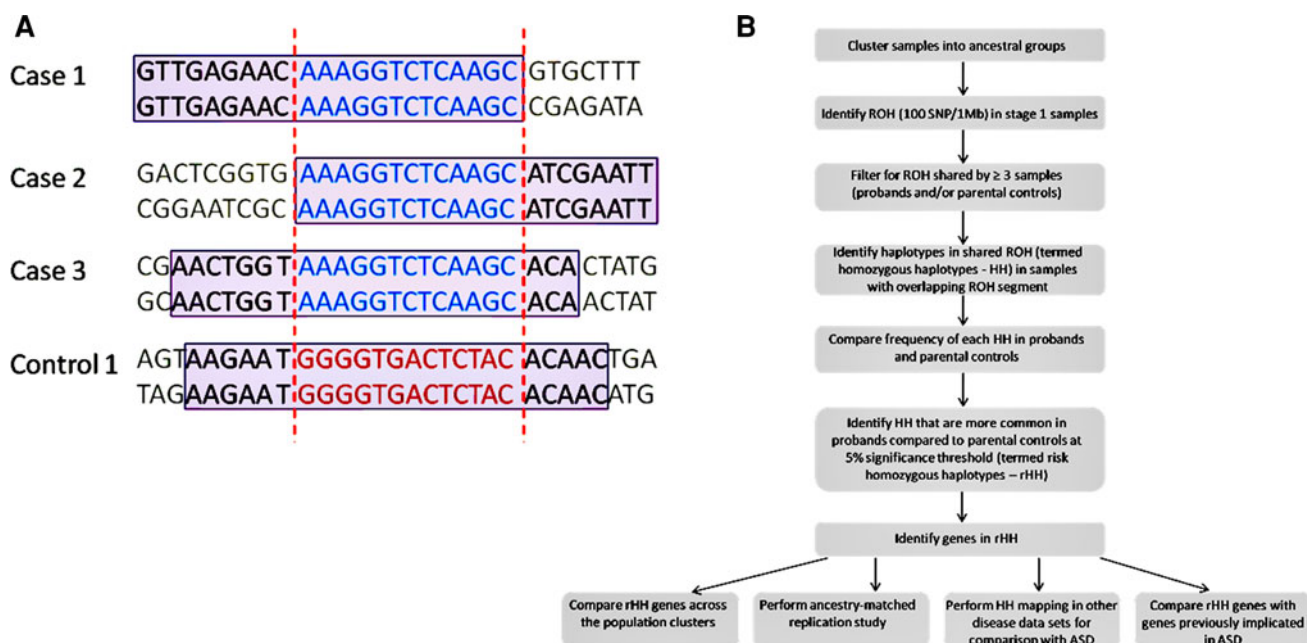 A
Case 1
GTTGAGAAC AAAGGTCTCAAGC GTGCTTT
GTTGAGAAC AAAGGTCTCAAGC CGAGATA
Case 2
GACTCGGTG AAAGGTCTCAAGC ATCGAATT
CGGAATCGC AAAGGTCTCAAGC ATCGAATT
Case 3
CGAACTGGT AAAGGTCTCAAGC ACACTATG
GCAACTGGT AAAGGTCTCAAGC ACAACTAT
Control 1
AGTAAGAAT GGGGTGACTCTAC ACAACTGA
TAGAAGAAT GGGGTGACTCTAC ACAACATG
B
Cluster samples into ancestral groups
Identify ROH (100 SNP/1Mb) in stage 1 samples
Filter for ROH shared by ≥ 3 samples
(probands and/or parental controls)
Identify haplotypes in shared ROH (termed
homozygous haplotypes - HH) in samples
with overlapping ROH segment
Compare frequency of each HH in probands
and parental controls
Identify HH that are more common in
probands compared to parental controls at
5% significance threshold (termed risk
homozygous haplotypes – rHH)
Identify genes in rHH
Compare rHH genes across
the population clusters
Perform ancestry-matched
replication study
Perform HH mapping in other
disease data sets for
comparison with ASD
Compare rHH genes with
genes previously implicated
in ASD